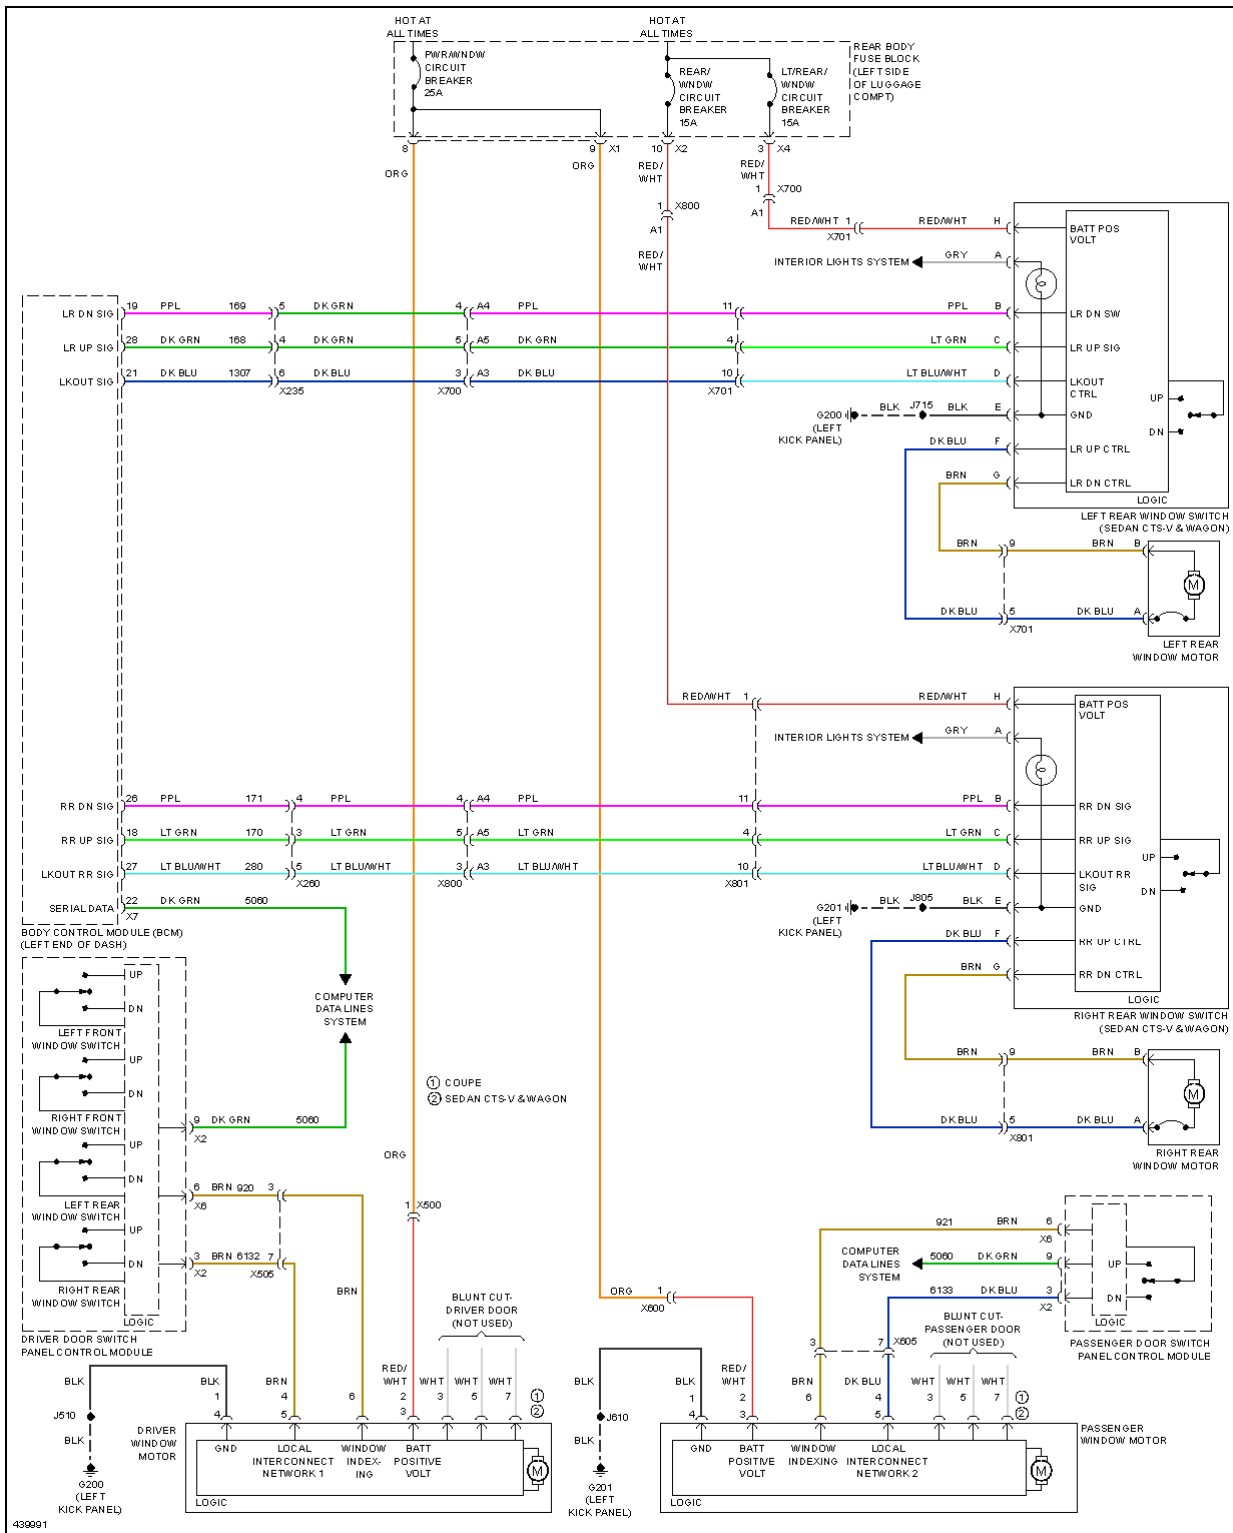 HOT AT
ALL TIMES
HOT AT
ALL TIMES
PWR/WNDW
CIRCUIT
BREAKER
25A
REAR/
WNDW
CIRCUIT
BREAKER
15A
LT/REAR/
WNDW
CIRCUIT
BREAKER
15A
REAR BODY
FUSE BLOCK
(LEFT SIDE
OF LUGGAGE
COMPT)
8 9 X1 10 X2 3 X4
ORG ORG RED/
WHT RED/
WHT
1 X800 1 X700
A1 A1
RED/
WHT
RED/WHT 1 RED/WHT H
X701
BATT POS
VOLT
INTERIOR LIGHTS SYSTEM GRY A
LR DN SIG 19 PPL 169 5 DK GRN 4 A4 PPL 11 PPL B LR DN SW
LR UP SIG 28 DK GRN 168 4 DK GRN 5 A5 DK GRN 4 LT GRN C LR UP SIG
LKOUT SIG 21 DK BLU 1307 6 DK BLU 3 A3 DK BLU 10 LT BLU/WHT D LKOUT
CTRL
X235 X700 X701
UP
DN
G200
(LEFT
KICK PANEL)
BLK J715 BLK E GND
DK BLU F LR UP CTRL
BRN G LR DN CTRL
LOGIC
LEFT REAR WINDOW SWITCH
(SEDAN CTS-V & WAGON)
BRN 9 BRN B
M
DK BLU 5 DK BLU A
X701
LEFT REAR
WINDOW MOTOR
RED/WHT 1 RED/WHT H
BATT POS
VOLT
INTERIOR LIGHTS SYSTEM GRY A
RR DN SIG 26 PPL 171 4 PPL 4 A4 PPL 11 PPL B RR DN SIG
RR UP SIG 18 LT GRN 170 3 LT GRN 5 A5 LT GRN 4 LT GRN C RR UP SIG
LKOUT RR SIG 27 LT BLU/WHT 280 5 LT BLU/WHT 3 A3 LT BLU/WHT 10 LT BLU/WHT D LKOUT RR
SIG
X260 X800 X801
UP
DN
SERIAL DATA 22 DK GRN 5060
X7
BODY CONTROL MODULE (BCM)
(LEFT END OF DASH)
G201
(LEFT
KICK PANEL)
BLK J805 BLK E GND
DK BLU F RR UP CTRL
BRN G RR DN CTRL
LOGIC
RIGHT REAR WINDOW SWITCH
(SEDAN CTS-V & WAGON)
UP
DN
LEFT FRONT
WINDOW SWITCH
COMPUTER
DATA LINES
SYSTEM
UP
DN
RIGHT FRONT
WINDOW SWITCH
1 COUPE
2 SEDAN CTS-V & WAGON
BRN 9 BRN B
M
DK BLU 5 DK BLU A
X801
RIGHT REAR
WINDOW MOTOR
9 DK GRN 5060
X2
UP
DN
LEFT REAR
WINDOW SWITCH
ORG
6 BRN 920 3
X6
1 X500
UP
DN
RIGHT REAR
WINDOW SWITCH
LOGIC
3 BRN 6132 7
X2 X505
BRN
DRIVER DOOR SWITCH
PANEL CONTROL MODULE
BLUNT CUT-
DRIVER DOOR
(NOT USED)
ORG 1
X600
921 BRN 6
X6
COMPUTER
DATA LINES
SYSTEM
5060 DK GRN 9
6133 DK BLU 3
X2
UP
DN
LOGIC
PASSENGER DOOR SWITCH
PANEL CONTROL MODULE
BLUNT CUT-
PASSENGER DOOR
(NOT USED)
3 7 X605
BLK BLK BRN RED/
WHT WHT WHT WHT
1 4 6 2 3 5 7 1
4 5 3 2
J510
BLK
G200
(LEFT
KICK PANEL)
DRIVER
WINDOW
MOTOR
GND
LOCAL
INTERCONNECT
NETWORK 1
WINDOW
INDEX-
ING
BATT
POSITIVE
VOLT
M
LOGIC
BLK BLK RED/
WHT BRN DK BLU WHT WHT WHT
1 2 6 4 3 5 7 1
4 3 5 2
J610
BLK
G201
(LEFT
KICK PANEL)
GND
BATT
POSITIVE
VOLT
WINDOW
INDEXING
LOCAL
INTERCONNECT
NETWORK 2
M
LOGIC
PASSENGER
WINDOW MOTOR
439991